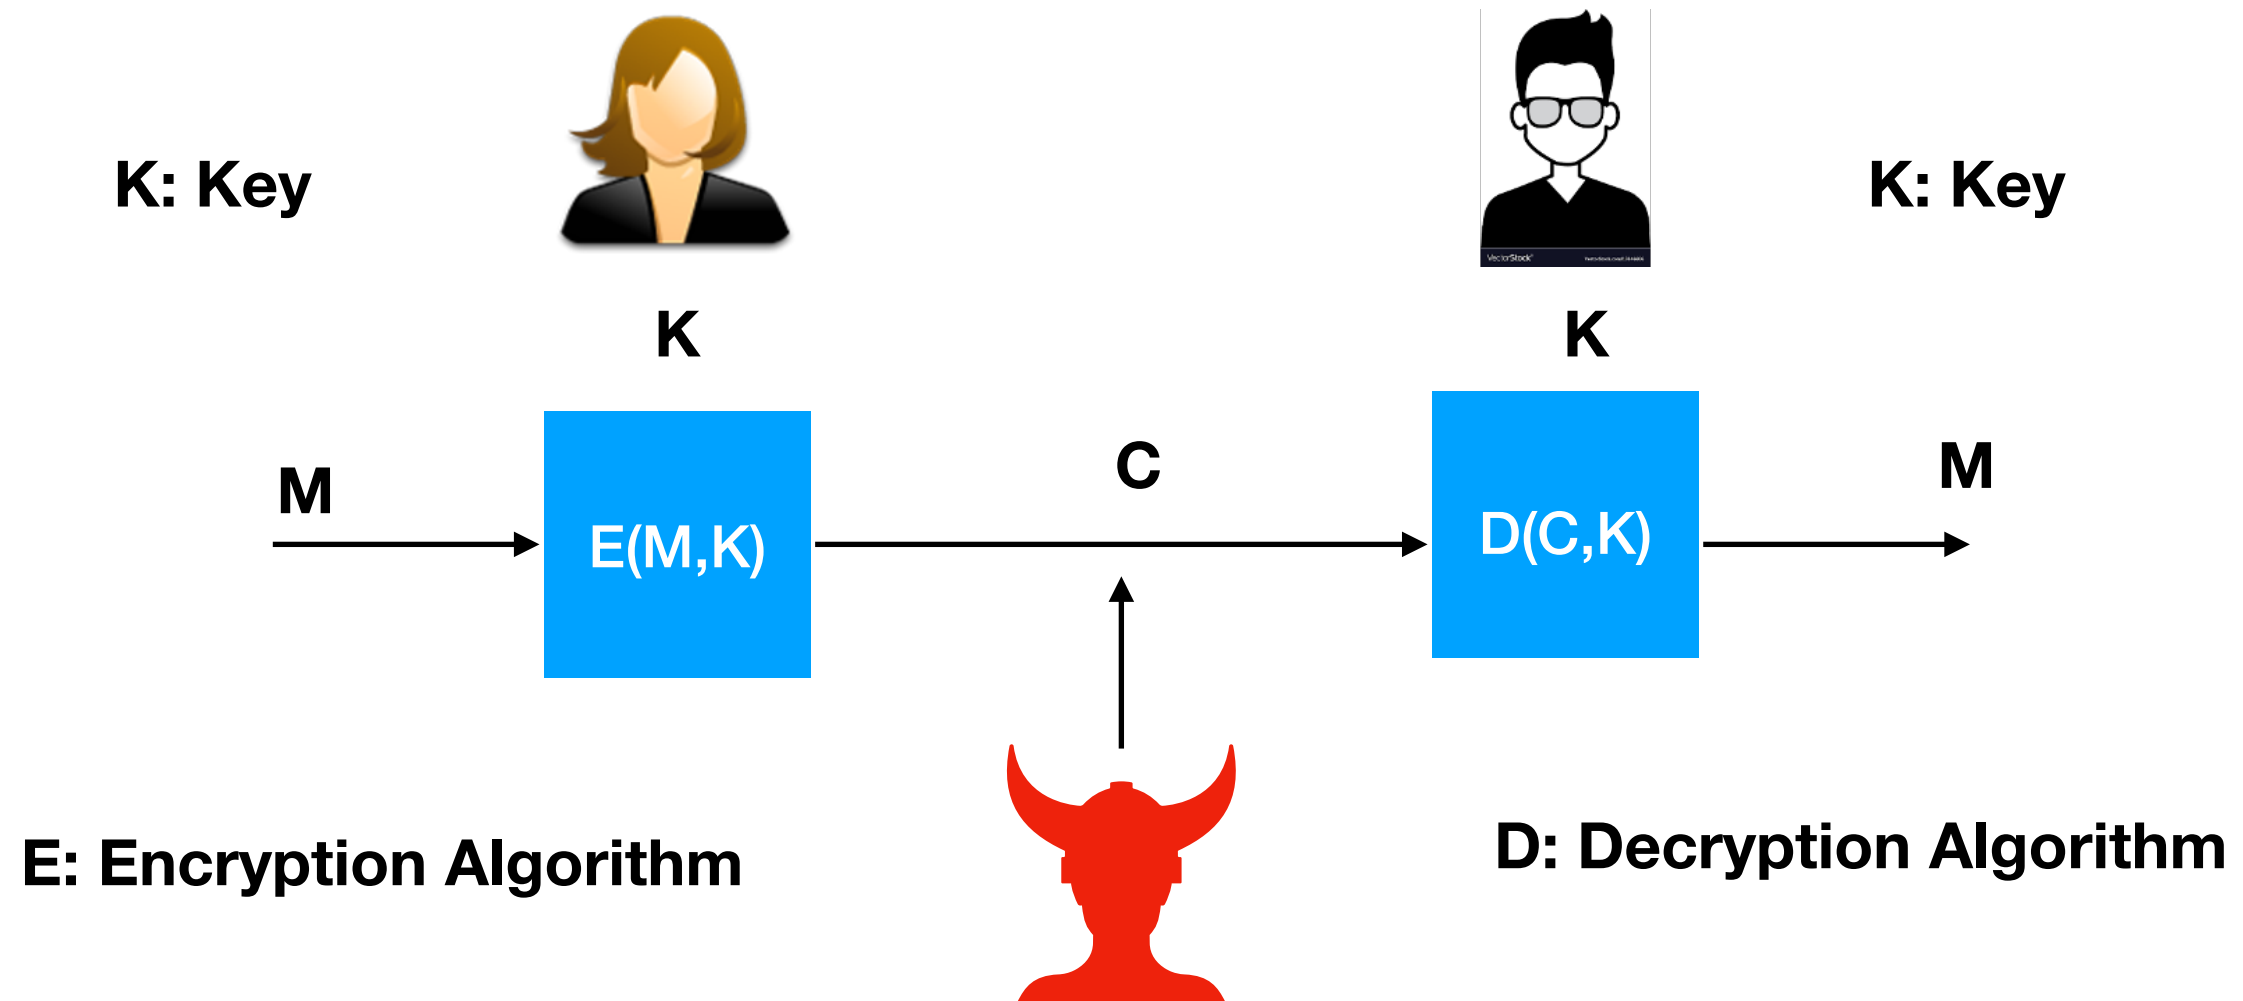 K: Key
K: Key
VectorStock®
K
K
M
C
M
E(M,K)
D(C,K)
E: Encryption Algorithm
D: Decryption Algorithm